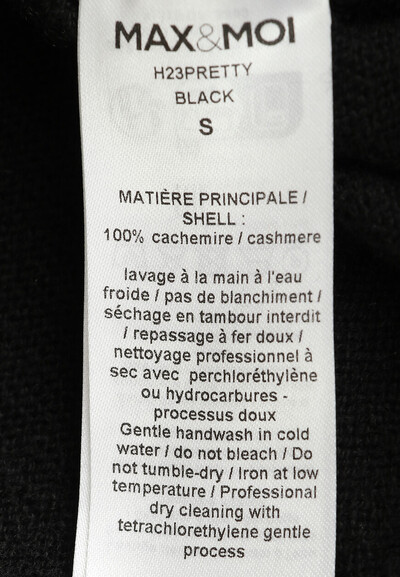 MAX&MOI
H23PRETTY
BLACK
S
MATIÈRE PRINCIPALE /
SHELL :
100% cachemire / cashmere
lavage à la main à l'eau
froide / pas de blanchiment /
séchage en tambour interdit
/ repassage à fer doux /
nettoyage professionnel à
sec avec perchloréthylène
ou hydrocarbures -
processus doux
Gentle handwash in cold
water / do not bleach / Do
not tumble-dry / Iron at low
temperature / Professional
dry cleaning with
tetrachlorethylene gentle
process